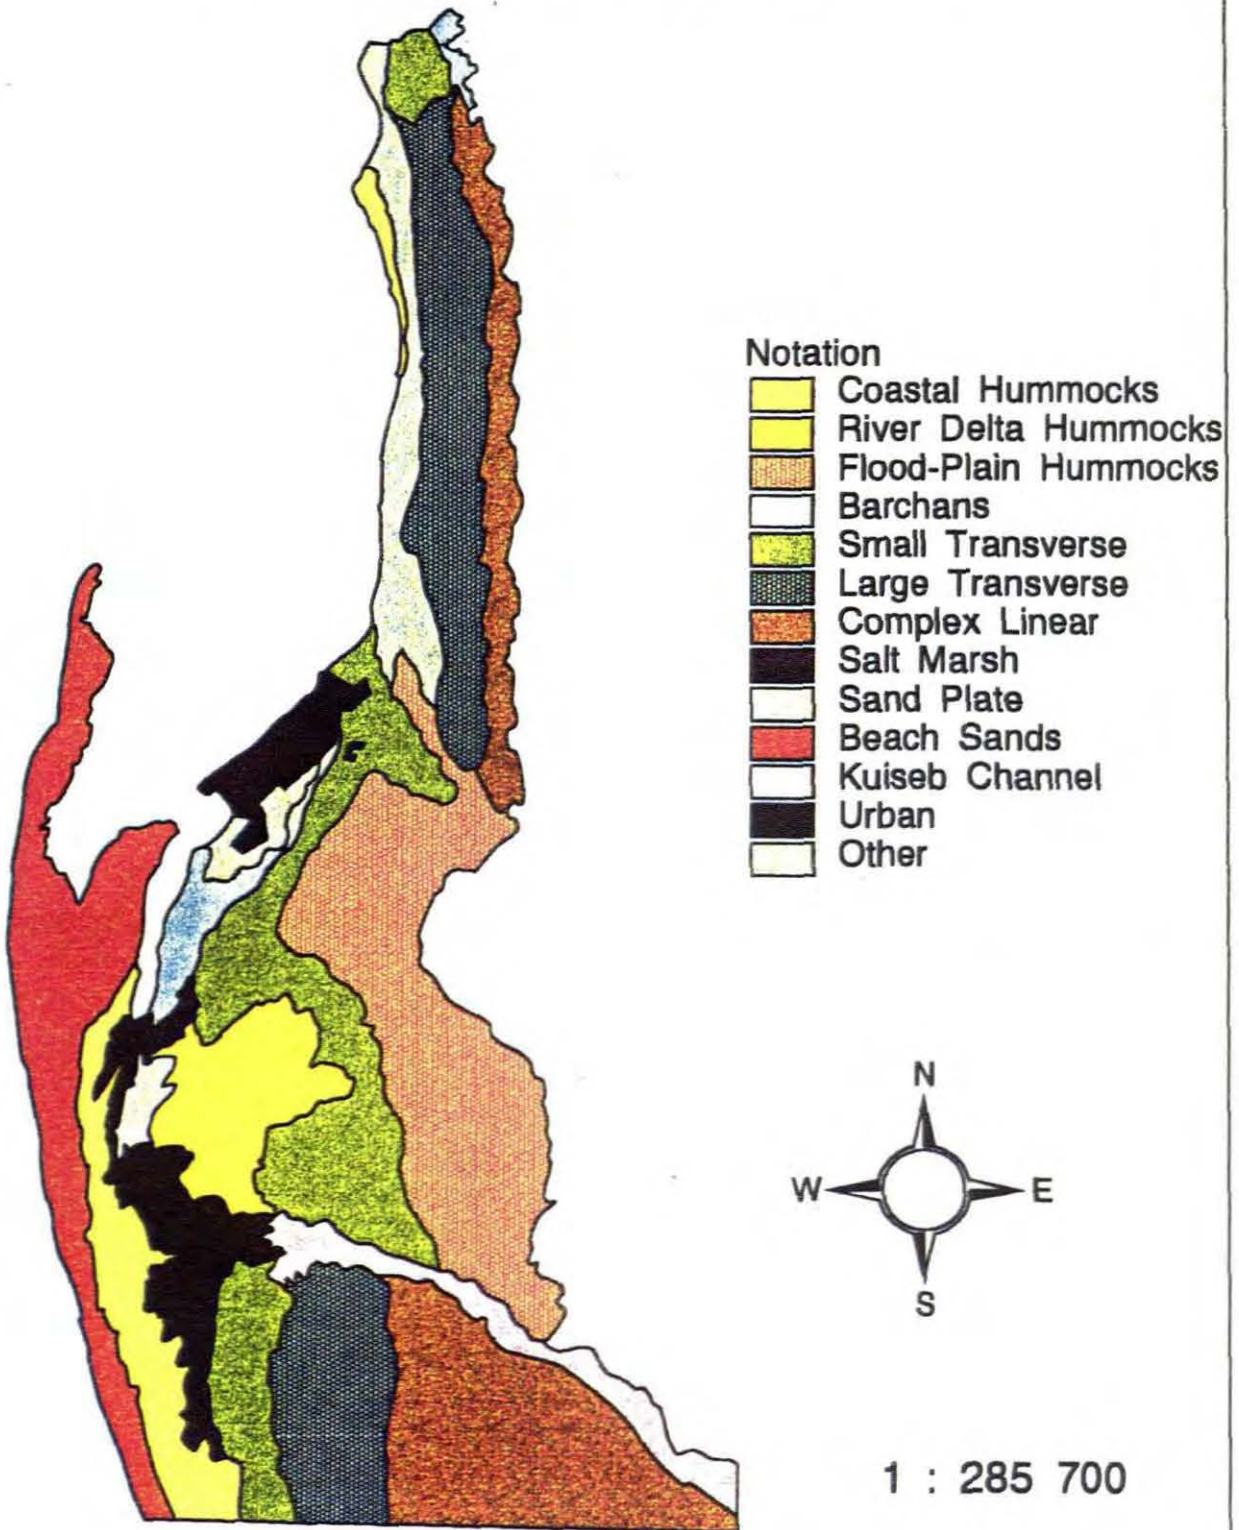 Notation
Coastal Hummocks
River Delta Hummocks
Flood-Plain Hummocks
Barchans
Small Transverse
Large Transverse
Complex Linear
Salt Marsh
Sand Plate
Beach Sands
Kuiseb Channel
Urban
Other
N
W E
S
1 : 285 700